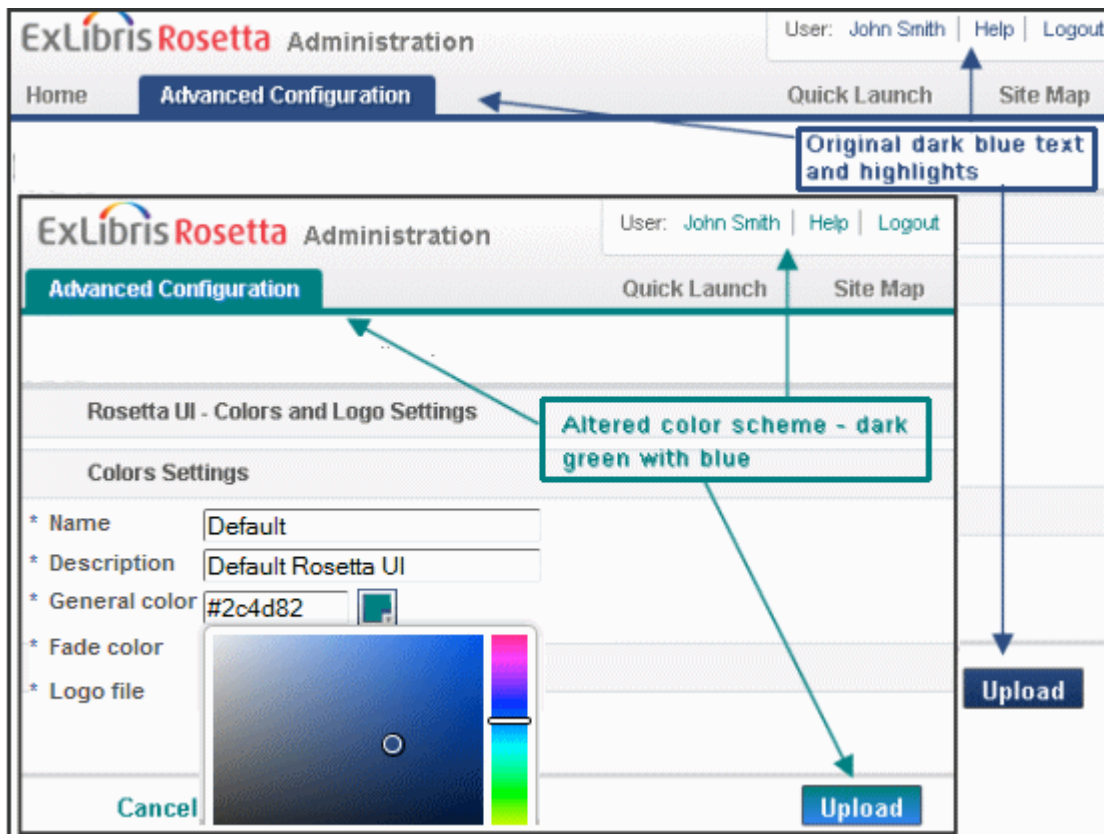 ExLibris Rosetta Administration
User: John Smith | Help | Logout
Home
Advanced Configuration
Quick Launch
Site Map
Original dark blue text
and highlights
ExLibris Rosetta Administration
User: John Smith | Help | Logout
Advanced Configuration
Quick Launch
Site Map
Rosetta UI - Colors and Logo Settings
Altered color scheme - dark
green with blue
Colors Settings
* Name
Default
* Description
Default Rosetta UI
* General color
#2c4d82
* Fade color
* Logo file
Upload
Cancel
Upload